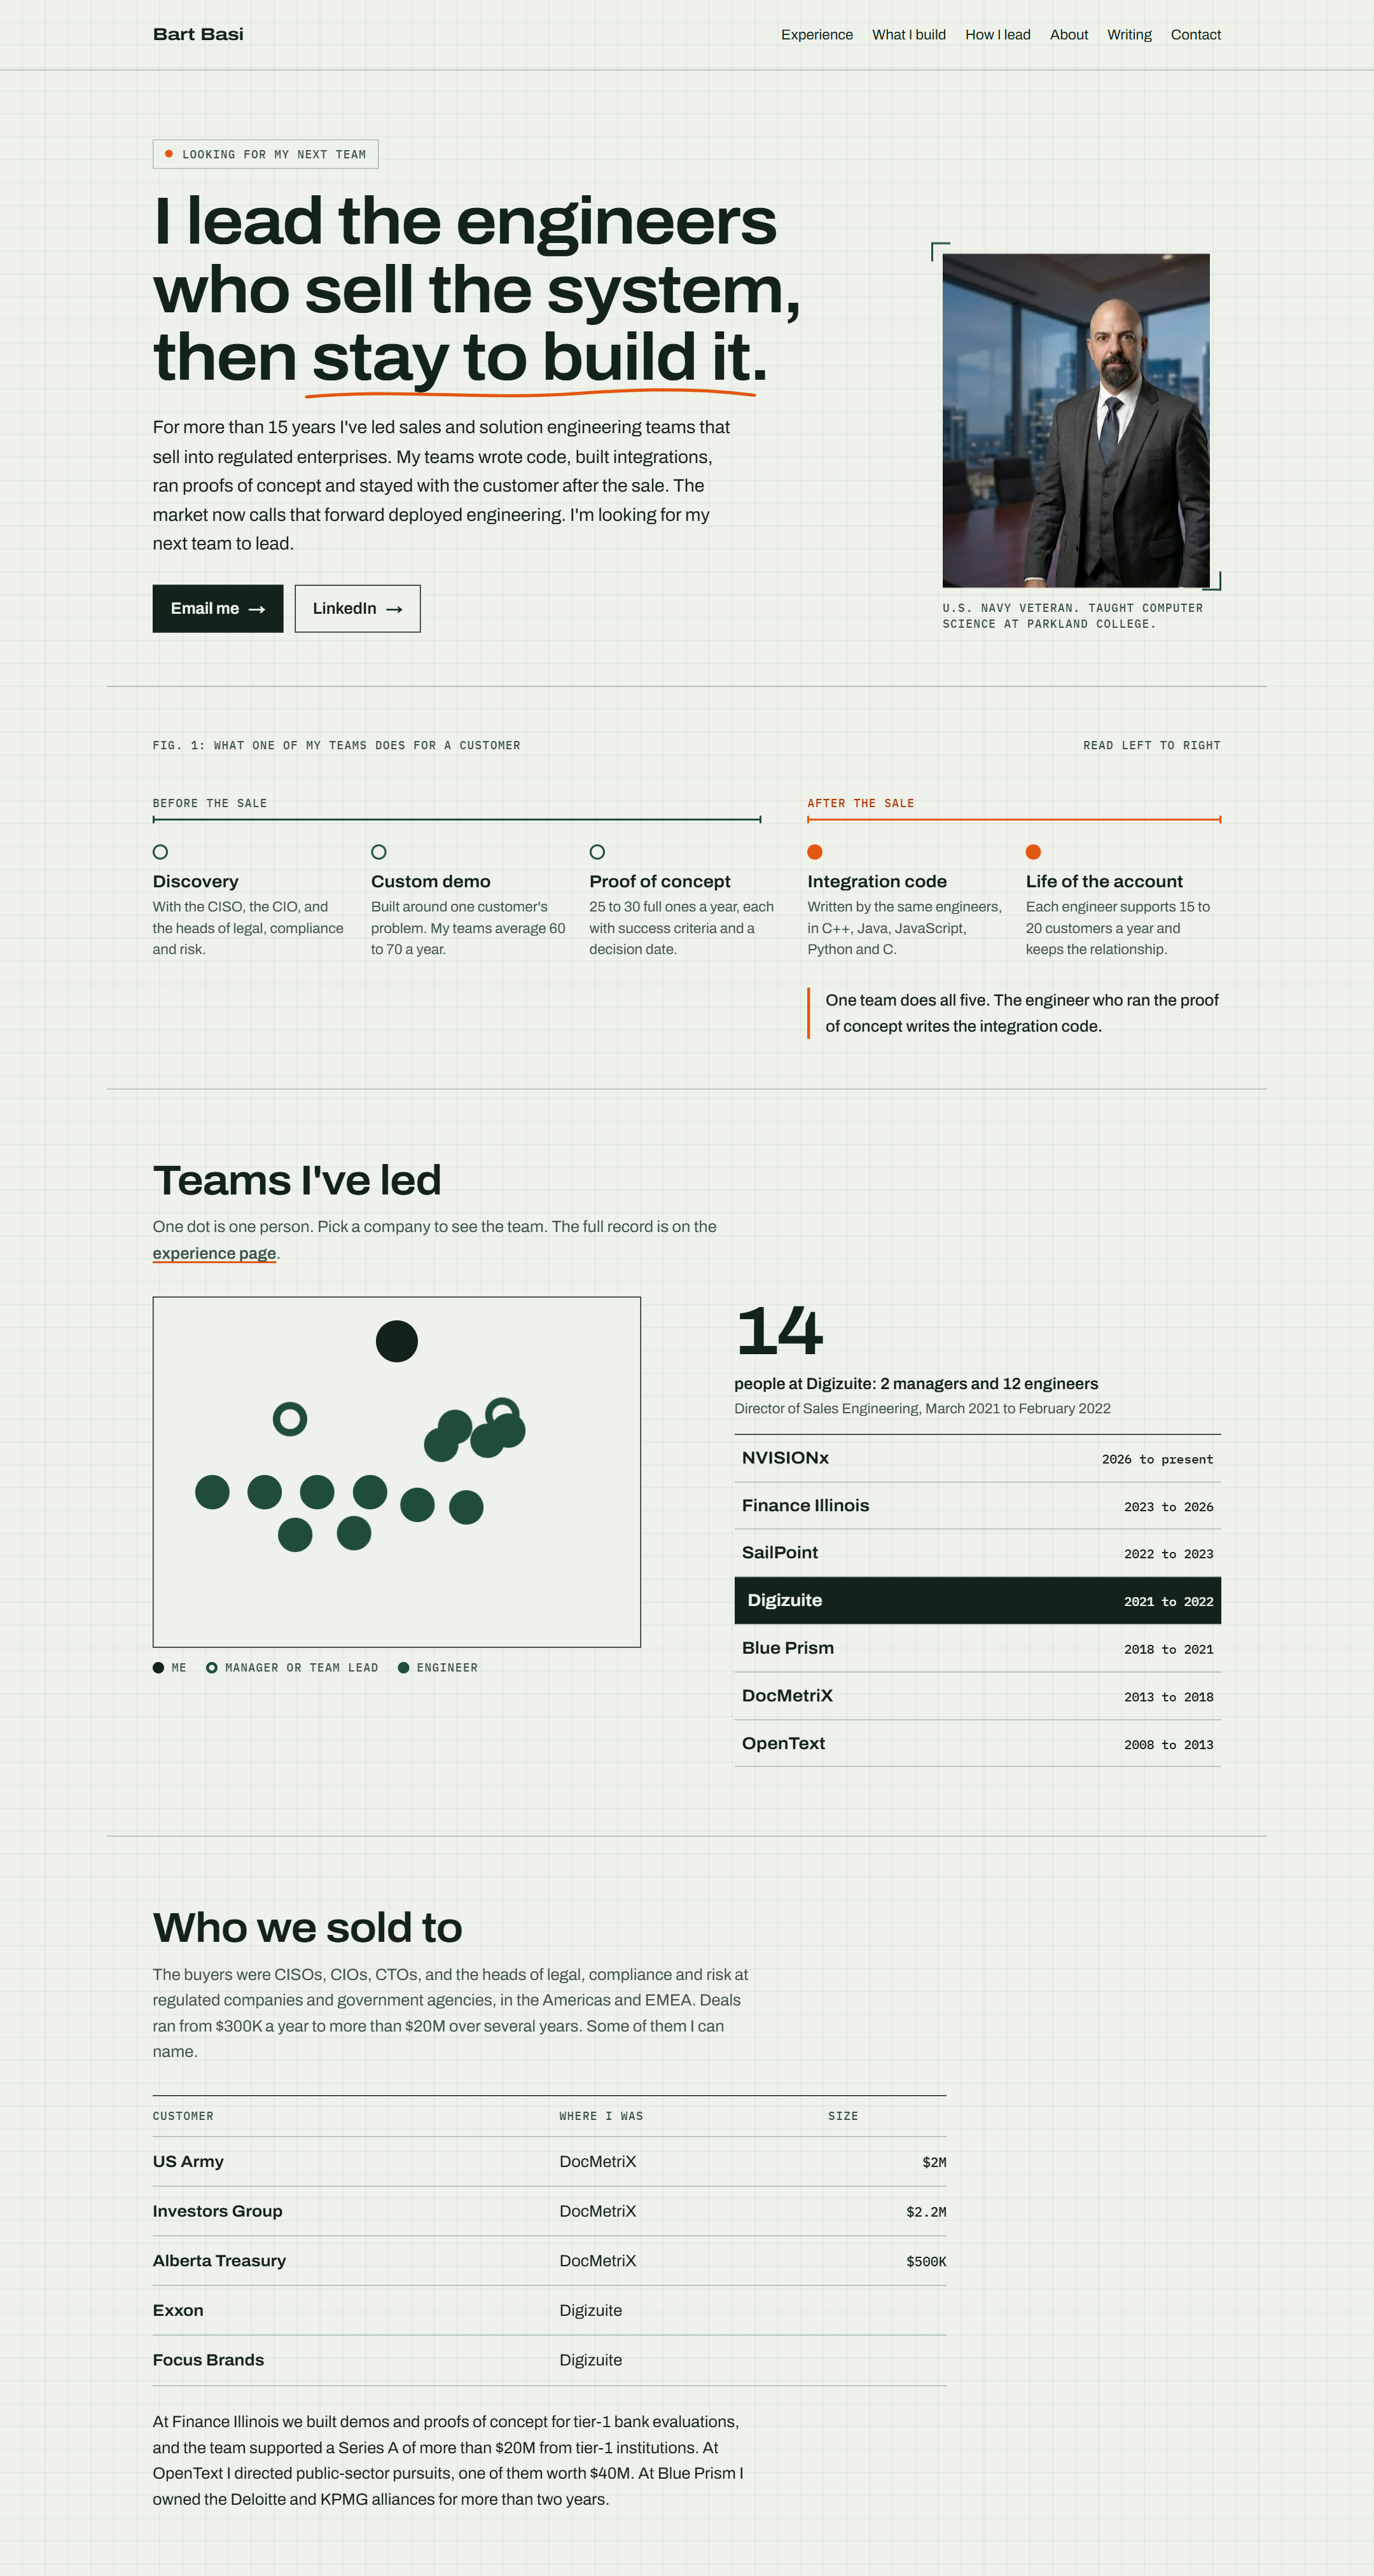 Bart Basi
Experience What I build How I lead About Writing Contact
LOOKING FOR MY NEXT TEAM
I lead the engineers
who sell the system,
then stay to build it.
For more than 15 years I've led sales and solution engineering teams that
sell into regulated enterprises. My teams wrote code, built integrations,
ran proofs of concept and stayed with the customer after the sale. The
market now calls that forward deployed engineering. I'm looking for my
next team to lead.
Email me →
LinkedIn →
U.S. NAVY VETERAN. TAUGHT COMPUTER
SCIENCE AT PARKLAND COLLEGE.
FIG. 1: WHAT ONE OF MY TEAMS DOES FOR A CUSTOMER
READ LEFT TO RIGHT
BEFORE THE SALE
Discovery
With the CISO, the CIO, and
the heads of legal, compliance
and risk.
Custom demo
Built around one customer's
problem. My teams average 60
to 70 a year.
Proof of concept
25 to 30 full ones a year, each
with success criteria and a
decision date.
AFTER THE SALE
Integration code
Written by the same engineers,
in C++, Java, JavaScript,
Python and C.
Life of the account
Each engineer supports 15 to
20 customers a year and
keeps the relationship.
One team does all five. The engineer who ran the proof
of concept writes the integration code.
Teams I've led
One dot is one person. Pick a company to see the team. The full record is on the
experience page.
ME
MANAGER OR TEAM LEAD
ENGINEER
14
people at Digizuite: 2 managers and 12 engineers
Director of Sales Engineering, March 2021 to February 2022
NVISIONx 2026 to present
Finance Illinois 2023 to 2026
SailPoint 2022 to 2023
Digizuite 2021 to 2022
Blue Prism 2018 to 2021
DocMetriX 2013 to 2018
OpenText 2008 to 2013
Who we sold to
The buyers were CISOs, CIOs, CTOs, and the heads of legal, compliance and risk at
regulated companies and government agencies, in the Americas and EMEA. Deals
ran from $300K a year to more than $20M over several years. Some of them I can
name.
CUSTOMER WHERE I WAS SIZE
US Army DocMetriX $2M
Investors Group DocMetriX $2.2M
Alberta Treasury DocMetriX $500K
Exxon Digizuite
Focus Brands Digizuite
At Finance Illinois we built demos and proofs of concept for tier-1 bank evaluations,
and the team supported a Series A of more than $20M from tier-1 institutions. At
OpenText I directed public-sector pursuits, one of them worth $40M. At Blue Prism I
owned the Deloitte and KPMG alliances for more than two years.